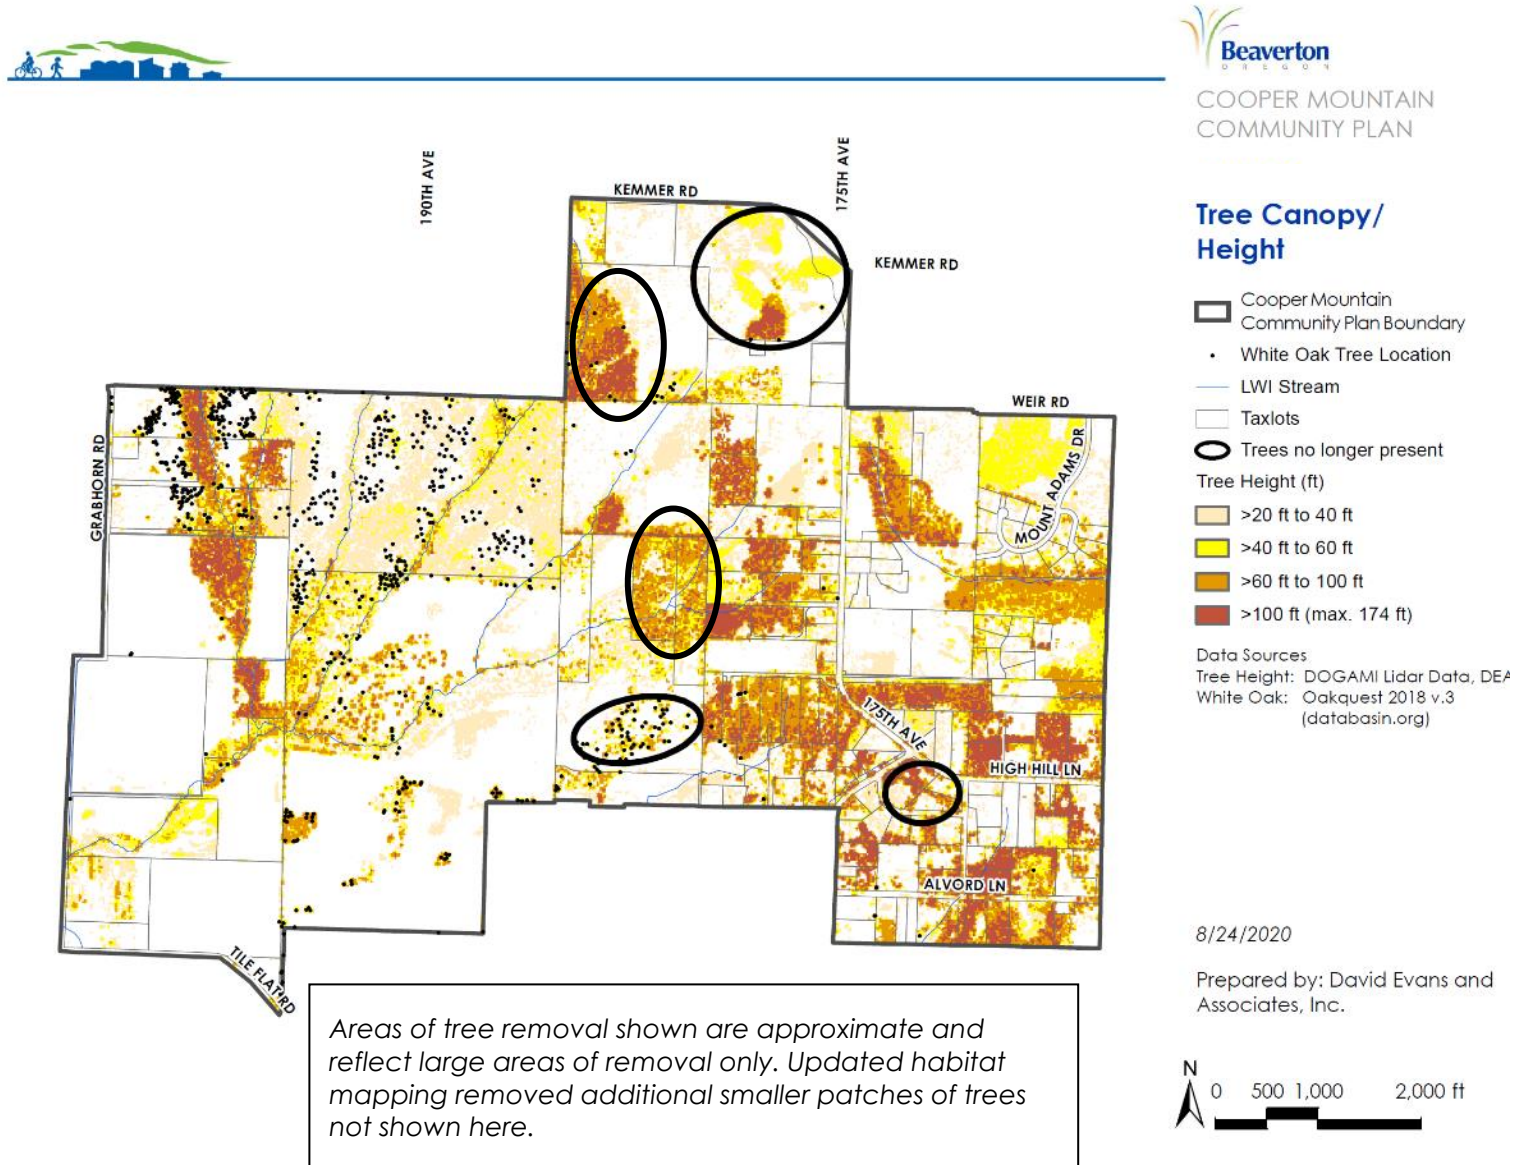 Beaverton
OREGON
COOPER MOUNTAIN
COMMUNITY PLAN
Tree Canopy/
Height
Cooper Mountain
Community Plan Boundary
White Oak Tree Location
LWI Stream
Taxlots
Trees no longer present
Tree Height (ft)
>20 ft to 40 ft
>40 ft to 60 ft
>60 ft to 100 ft
>100 ft (max. 174 ft)
Data Sources
Tree Height: DOGAMI Lidar Data, DEA
White Oak: Oakquest 2018 v.3
(databasin.org)
8/24/2020
Prepared by: David Evans and
Associates, Inc.
N
0 500 1,000 2,000 ft
190TH AVE
KEMMER RD
175TH AVE
KEMMER RD
WEIR RD
GRABHORN RD
MOUNT ADAMS DR
175TH AVE
HIGH HILL LN
ALVORD LN
TILE FLAT RD
Areas of tree removal shown are approximate and
reflect large areas of removal only. Updated habitat
mapping removed additional smaller patches of trees
not shown here.